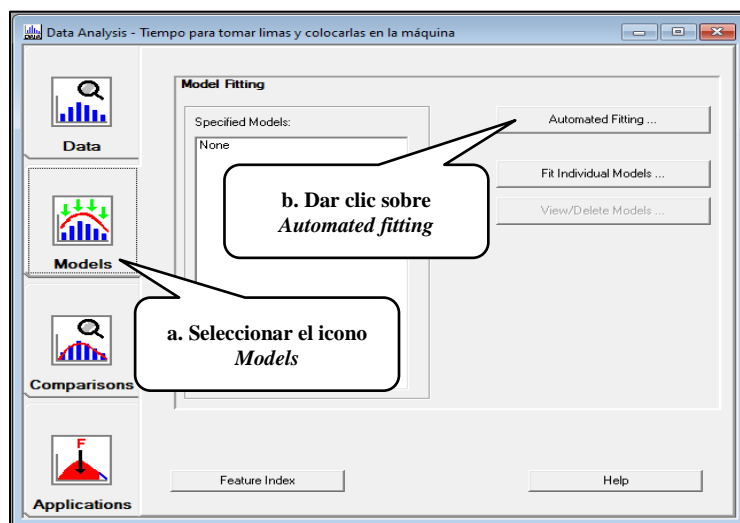 Data Analysis - Tiempo para tomar limas y colocarlas en la máquina
Data
Models
Comparisons
F
Applications
Model Fitting
Specified Models:
None
Automated Fitting ...
Fit Individual Models ...
View/Delete Models ...
b. Dar clic sobre
Automated fitting
a. Seleccionar el icono
Models
Feature Index
Help